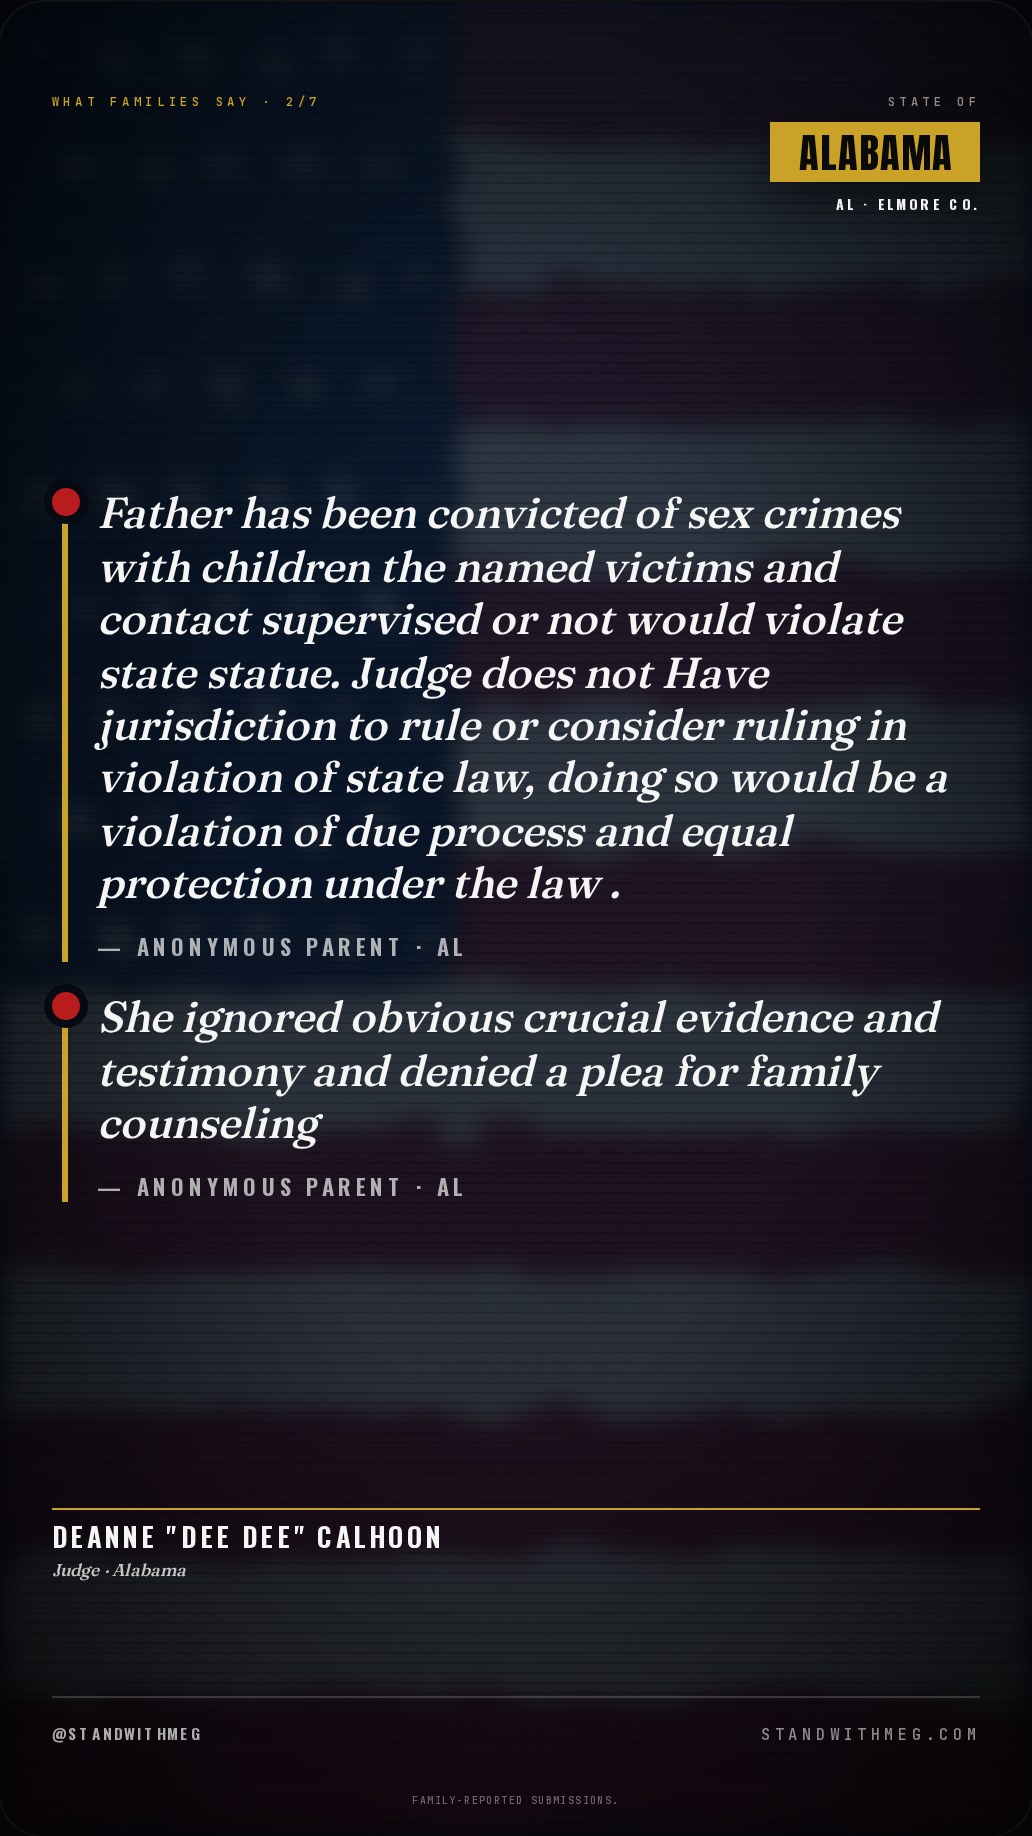 WHAT FAMILIES SAY · 2/7
STATE OF
ALABAMA
AL · ELMORE CO.
Father has been convicted of sex crimes
with children the named victims and
contact supervised or not would violate
state statue. Judge does not Have
jurisdiction to rule or consider ruling in
violation of state law, doing so would be a
violation of due process and equal
protection under the law .
— ANONYMOUS PARENT · AL
She ignored obvious crucial evidence and
testimony and denied a plea for family
counseling
— ANONYMOUS PARENT · AL
DEANNE "DEE DEE" CALHOON
Judge · Alabama
@STANDWITHMEG
STANDWITHMEG.COM
FAMILY-REPORTED SUBMISSIONS.